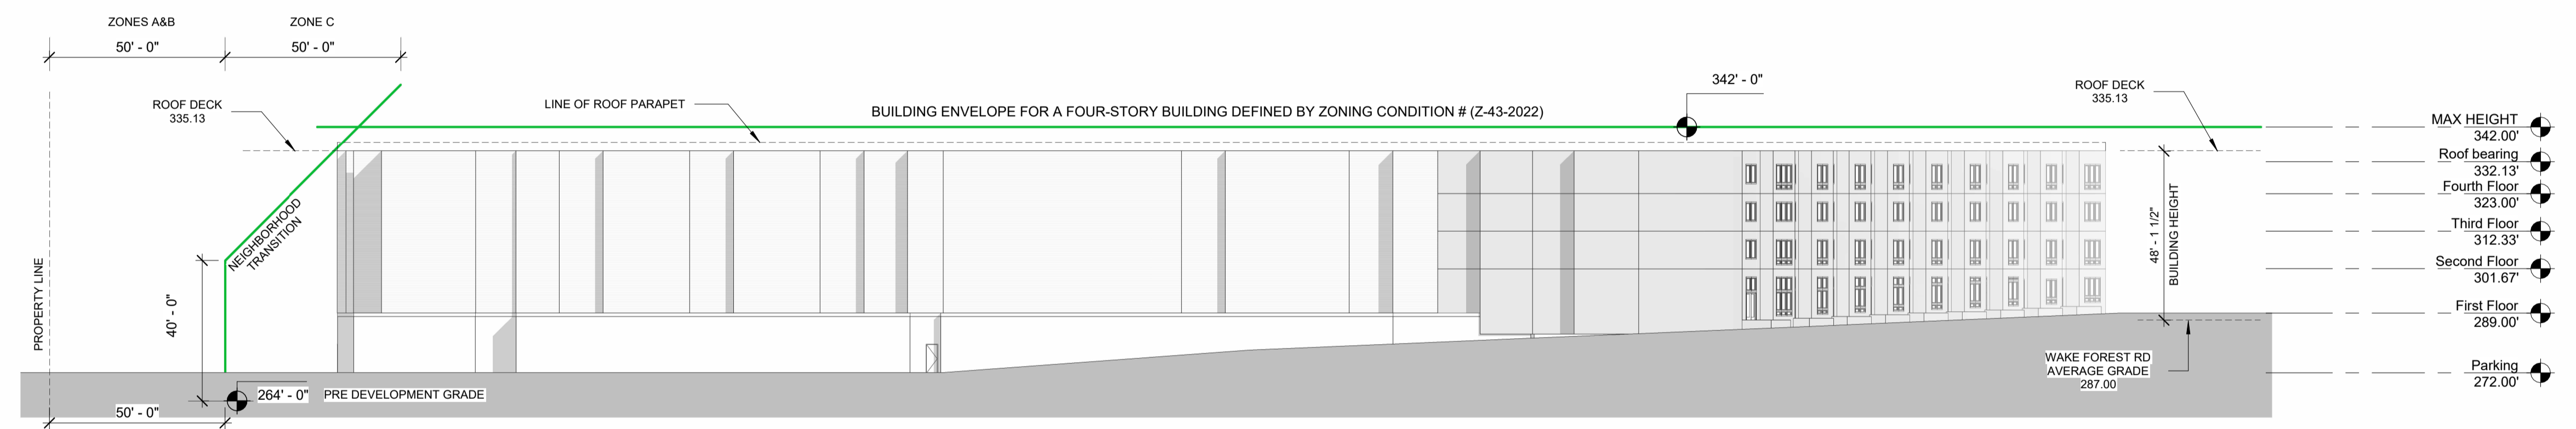 ZONES A&B
ZONE C
50' - 0"
50' - 0"
ROOF DECK
335.13
LINE OF ROOF PARAPET
BUILDING ENVELOPE FOR A FOUR-STORY BUILDING DEFINED BY ZONING CONDITION # (Z-43-2022)
342' - 0"
ROOF DECK
335.13
MAX HEIGHT
342.00'
Roof bearing
332.13'
Fourth Floor
323.00'
Third Floor
312.33'
Second Floor
301.67'
First Floor
289.00'
Parking
272.00'
PROPERTY LINE
40' - 0"
NEIGHBORHOOD
TRANSITION
48' - 1 1/2"
BUILDING HEIGHT
WAKE FOREST RD
AVERAGE GRADE
287.00
264' - 0"
PRE DEVELOPMENT GRADE
50' - 0"